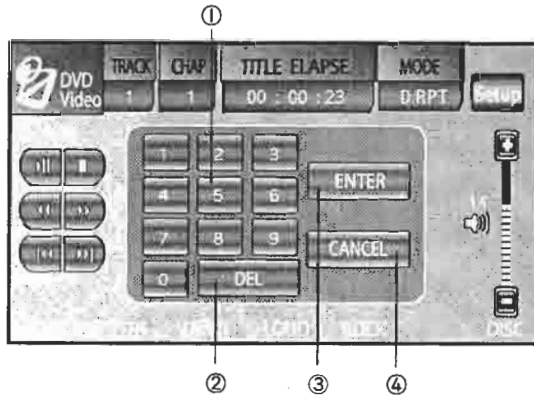 ①
TRACK CHAP TITLE ELAPSE MODE
DVD
Video 1 1 00 : 00 : 23 D.RPT Setup
1 2 3
4 5 6 ENTER
7 8 9 CANCEL
0 DEL
LOUD DISC
② ③ ④